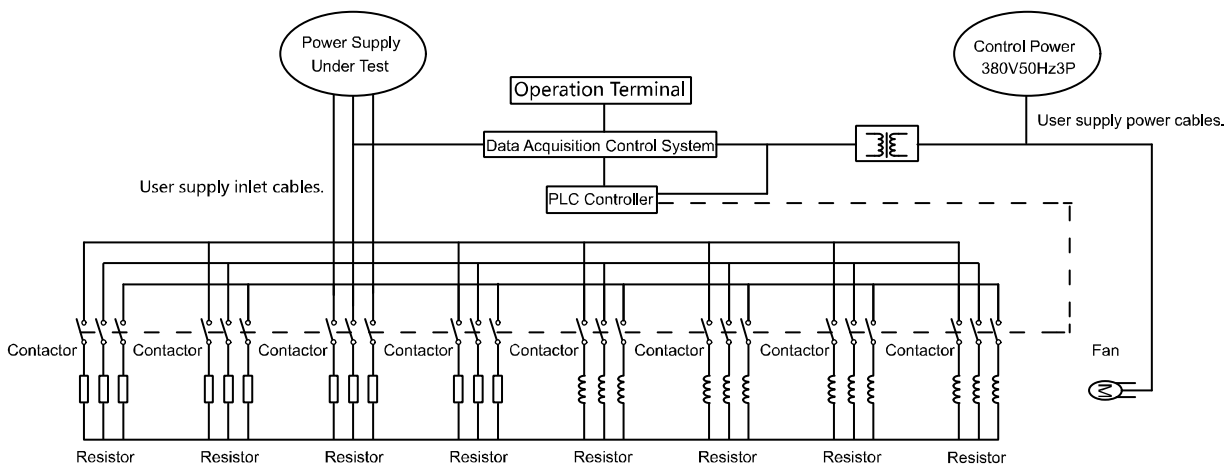 Power Supply
Under Test
Control Power
380V50Hz3P
Operation Terminal
User supply power cables.
Data Acquisition Control System
User supply inlet cables.
PLC Controller
Contactor
Contactor
Contactor
Contactor
Contactor
Contactor
Contactor
Contactor
Fan
M
Resistor
Resistor
Resistor
Resistor
Resistor
Resistor
Resistor
Resistor